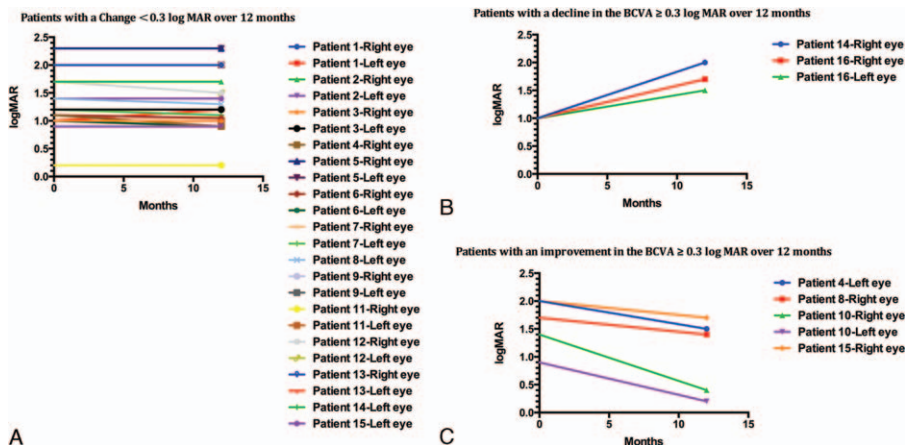 Patients with a Change < 0.3 log MAR over 12 months
2.5
2.0
1.5
1.0
0.5
0.0
logMAR
0
5
10
15
Months
Patient 1-Right eye
Patient 1-Left eye
Patient 2-Right eye
Patient 2-Left eye
Patient 3-Right eye
Patient 3-Left eye
Patient 4-Right eye
Patient 5-Right eye
Patient 5-Left eye
Patient 6-Right eye
Patient 6-Left eye
Patient 7-Right eye
Patient 7-Left eye
Patient 8-Left eye
Patient 9-Right eye
Patient 9-Left eye
Patient 11-Right eye
Patient 11-Left eye
Patient 12-Right eye
Patient 12-Left eye
Patient 13-Right eye
Patient 13-Left eye
Patient 14-Left eye
Patient 15-Left eye
A
Patients with a decline in the BCVA ≥ 0.3 log MAR over 12 months
2.5
2.0
1.5
1.0
0.5
0.0
logMAR
0
5
10
15
Months
Patient 14-Right eye
Patient 16-Right eye
Patient 16-Left eye
B
Patients with an improvement in the BCVA ≥ 0.3 log MAR over 12 months
2.5
2.0
1.5
1.0
0.5
0.0
logMAR
0
5
10
15
Months
Patient 4-Left eye
Patient 8-Right eye
Patient 10-Right eye
Patient 10-Left eye
Patient 15-Right eye
C